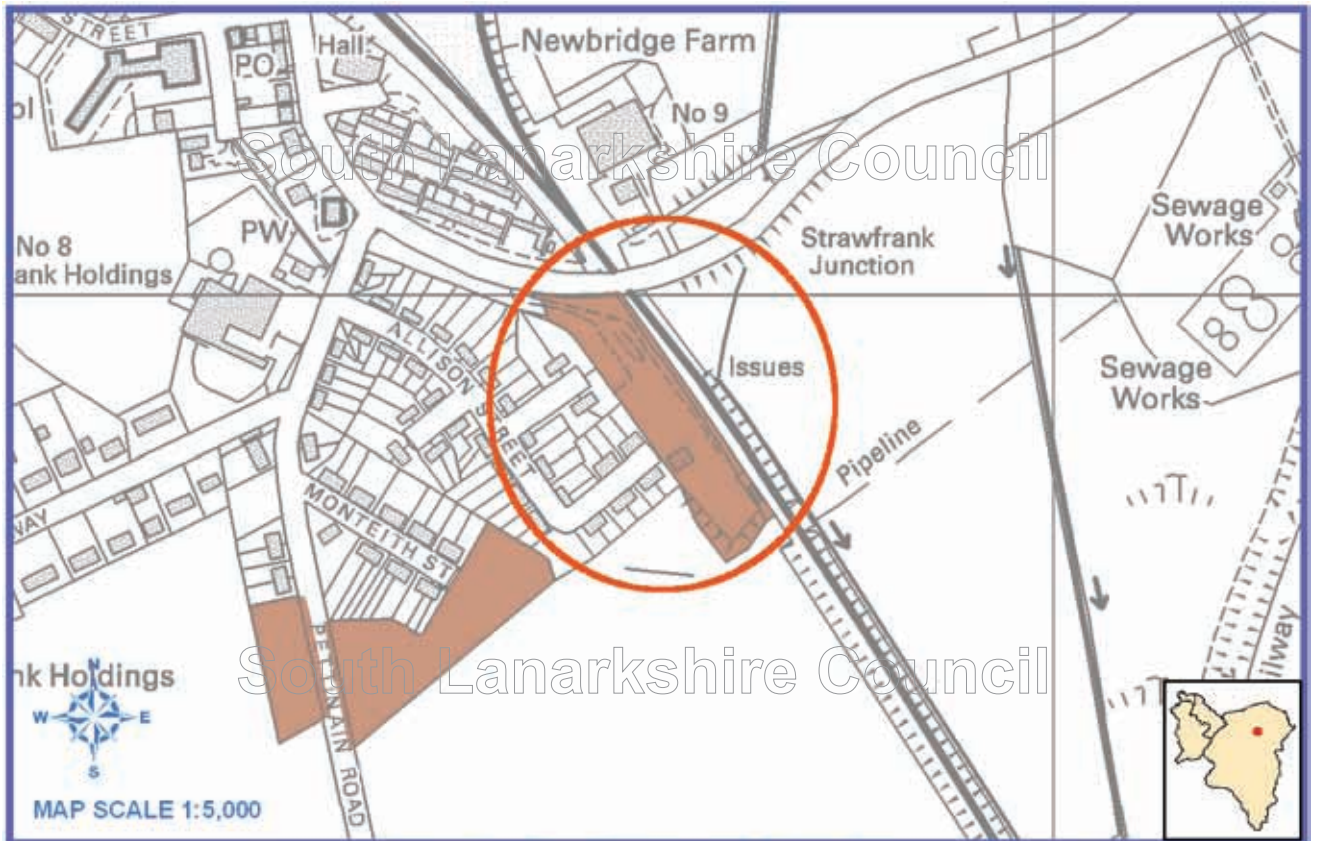 STREET
Hall
PO
Newbridge Farm
No 9
South Lanarkshire Council
Sewage
Works
PW
No 8
ank Holdings
Strawfrank
Junction
ALLISON STREET
Issues
Sewage
Works
Pipeline
WAY
MONTEITH ST
PETTINAIN ROAD
ilway
nk Holdings
South Lanarkshire Council
N
W
E
S
MAP SCALE 1:5,000